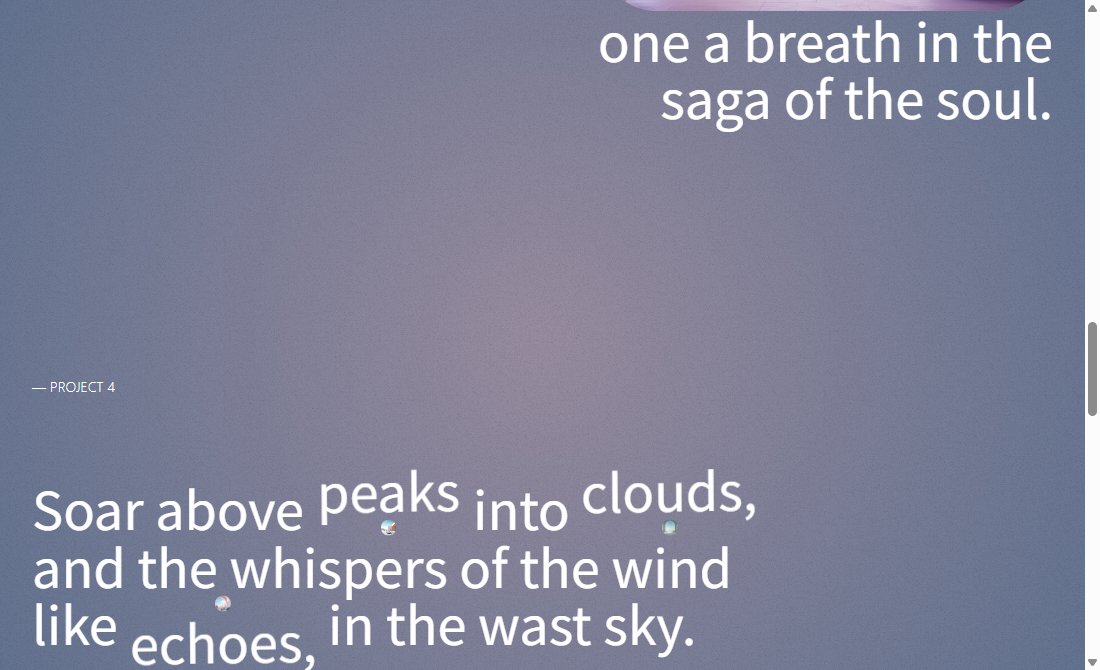 one a breath in the
saga of the soul.
— PROJECT 4
Soar above peaks into clouds,
and the whispers of the wind
like echoes, in the wast sky.